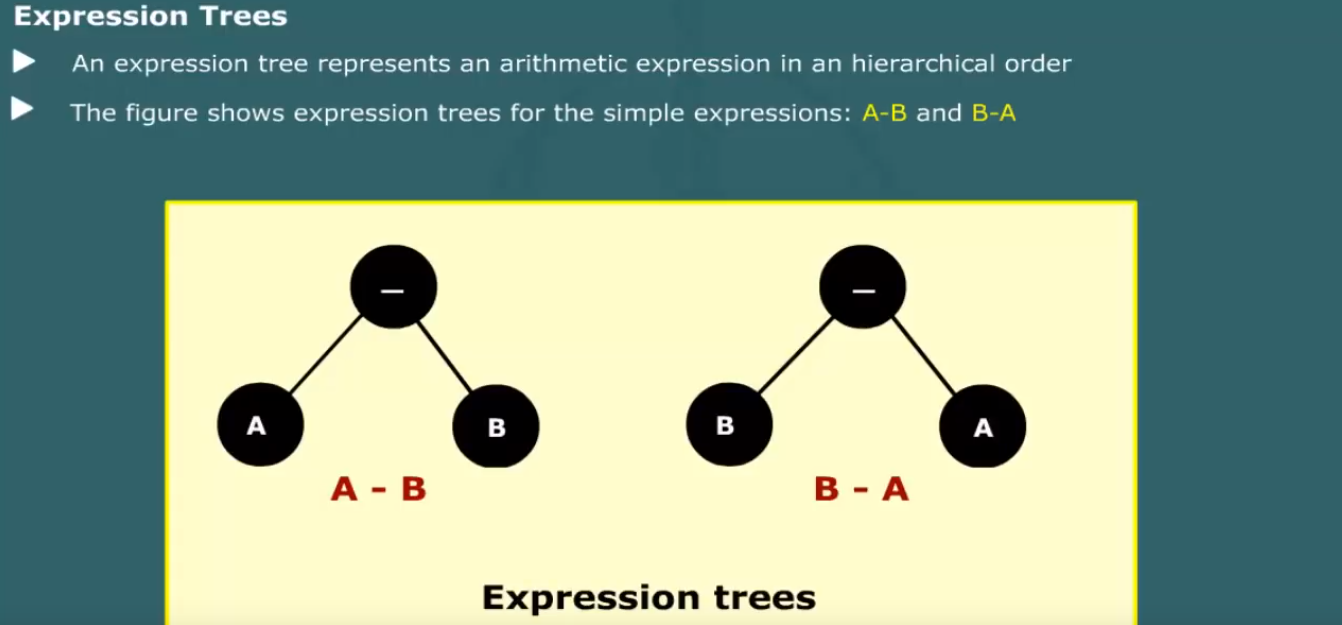 Expression Trees
An expression tree represents an arithmetic expression in an hierarchical order
The figure shows expression trees for the simple expressions: A-B and B-A
– –
A B B A
A - B B - A
Expression trees